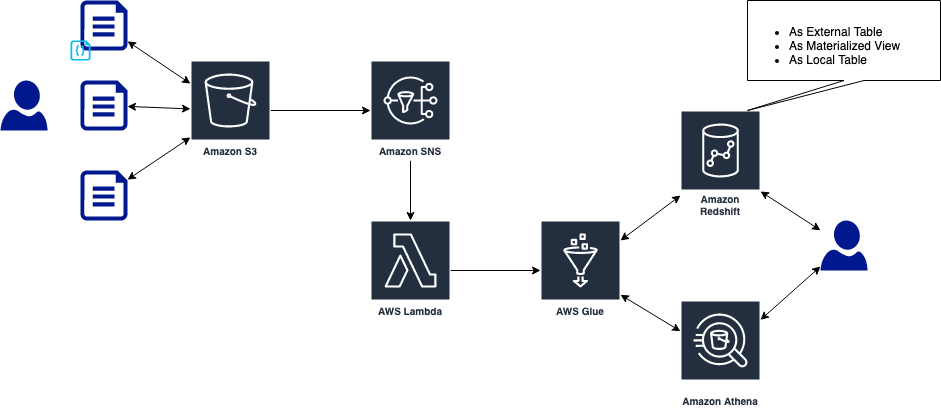 {}
As External Table
As Materialized View
As Local Table
Amazon S3
Amazon SNS
Amazon
Redshift
AWS Lambda
AWS Glue
Amazon Athena